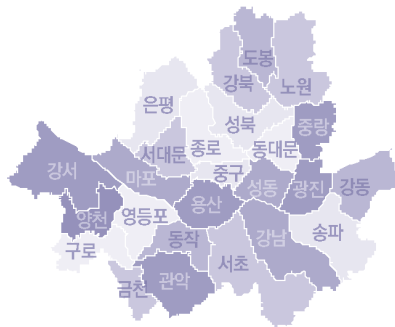 도봉
강북
노원
은평
성북
중랑
종로
동대문
서대문
강서
마포
중구
성동
광진
강동
양천
영등포
용산
구로
동작
강남
송파
서초
금천
관악